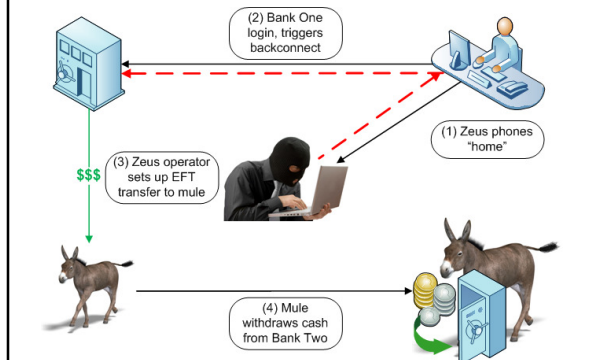 (2) Bank One
login, triggers
backconnect
(1) Zeus phones
"home"
$$$
(3) Zeus operator
sets up EFT
transfer to mule
(4) Mule
withdraws cash
from Bank Two